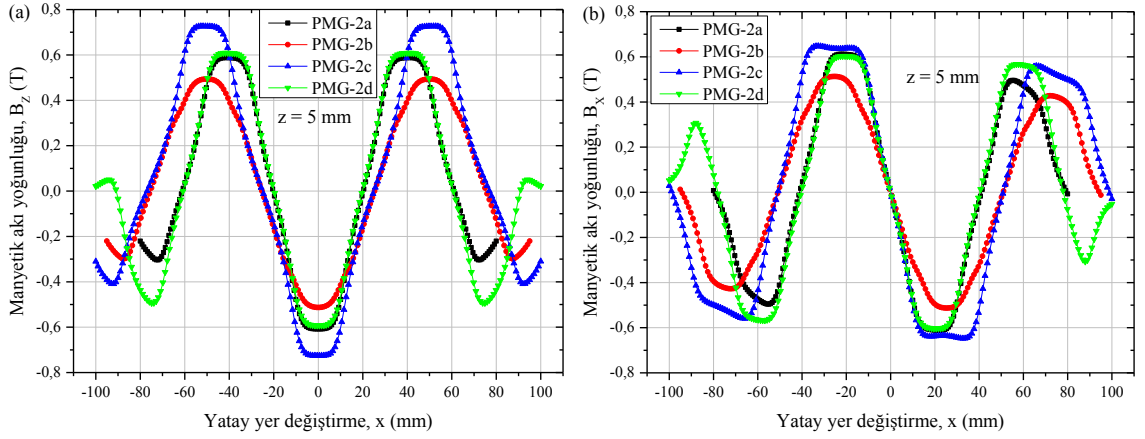 (a)
0,8
0,6
0,4
0,2
0,0
-0,2
-0,4
-0,6
-0,8
Manyetik akı yoğunluğu, B_Z (T)
PMG-2a
PMG-2b
PMG-2c
PMG-2d
z = 5 mm
-100 -80 -60 -40 -20 0 20 40 60 80 100
Yatay yer değiştirme, x (mm)
(b)
0,8
0,6
0,4
0,2
0,0
-0,2
-0,4
-0,6
-0,8
Manyetik akı yoğunluğu, B_X (T)
PMG-2a
PMG-2b
PMG-2c
PMG-2d
z = 5 mm
-100 -80 -60 -40 -20 0 20 40 60 80 100
Yatay yer değiştirme, x (mm)